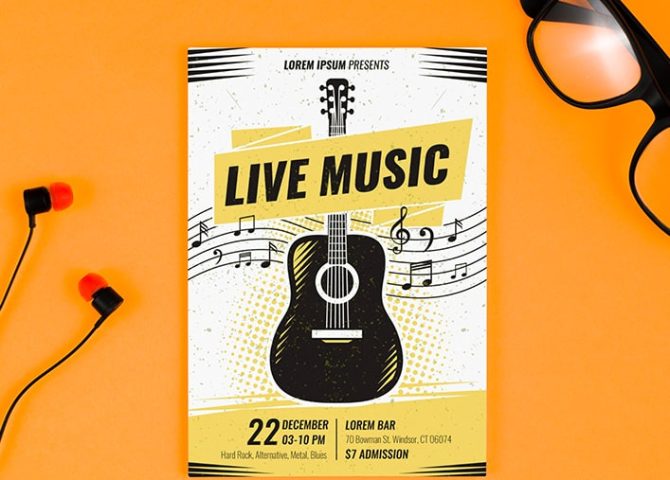 LOREM IPSUM PRESENTS
LIVE MUSIC
22 DECEMBER
03-10 PM
Hard Rock, Alternative, Metal, Blues
LOREM BAR
70 Bowman St. Windsor, CT 06074
$7 ADMISSION